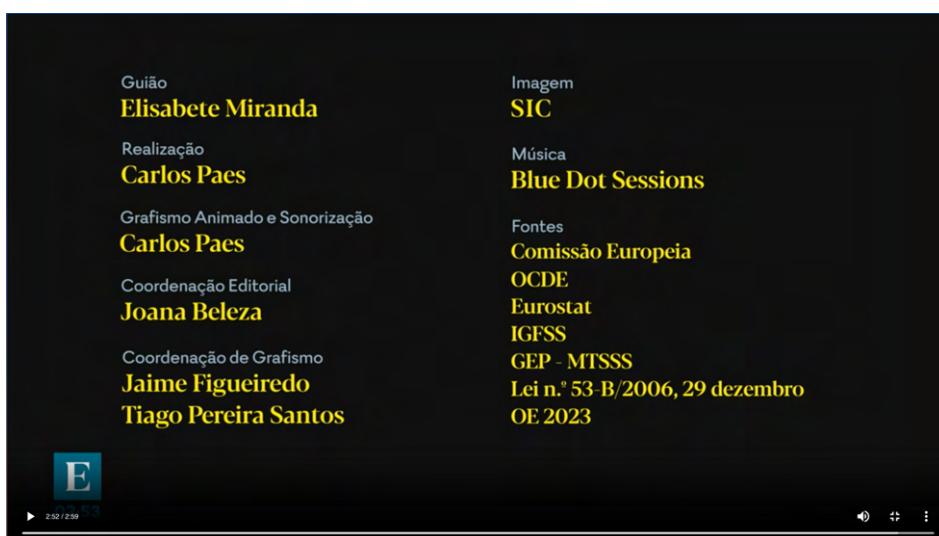 Guião
Elisabete Miranda
Realização
Carlos Paes
Grafismo Animado e Sonorização
Carlos Paes
Coordenação Editorial
Joana Beleza
Coordenação de Grafismo
Jaime Figueiredo
Tiago Pereira Santos
Imagem
SIC
Música
Blue Dot Sessions
Fontes
Comissão Europeia
OCDE
Eurostat
IGFSS
GEP - MTSSS
Lei n.º 53-B/2006, 29 dezembro
OE 2023
E
02:53
2:52 / 2:59